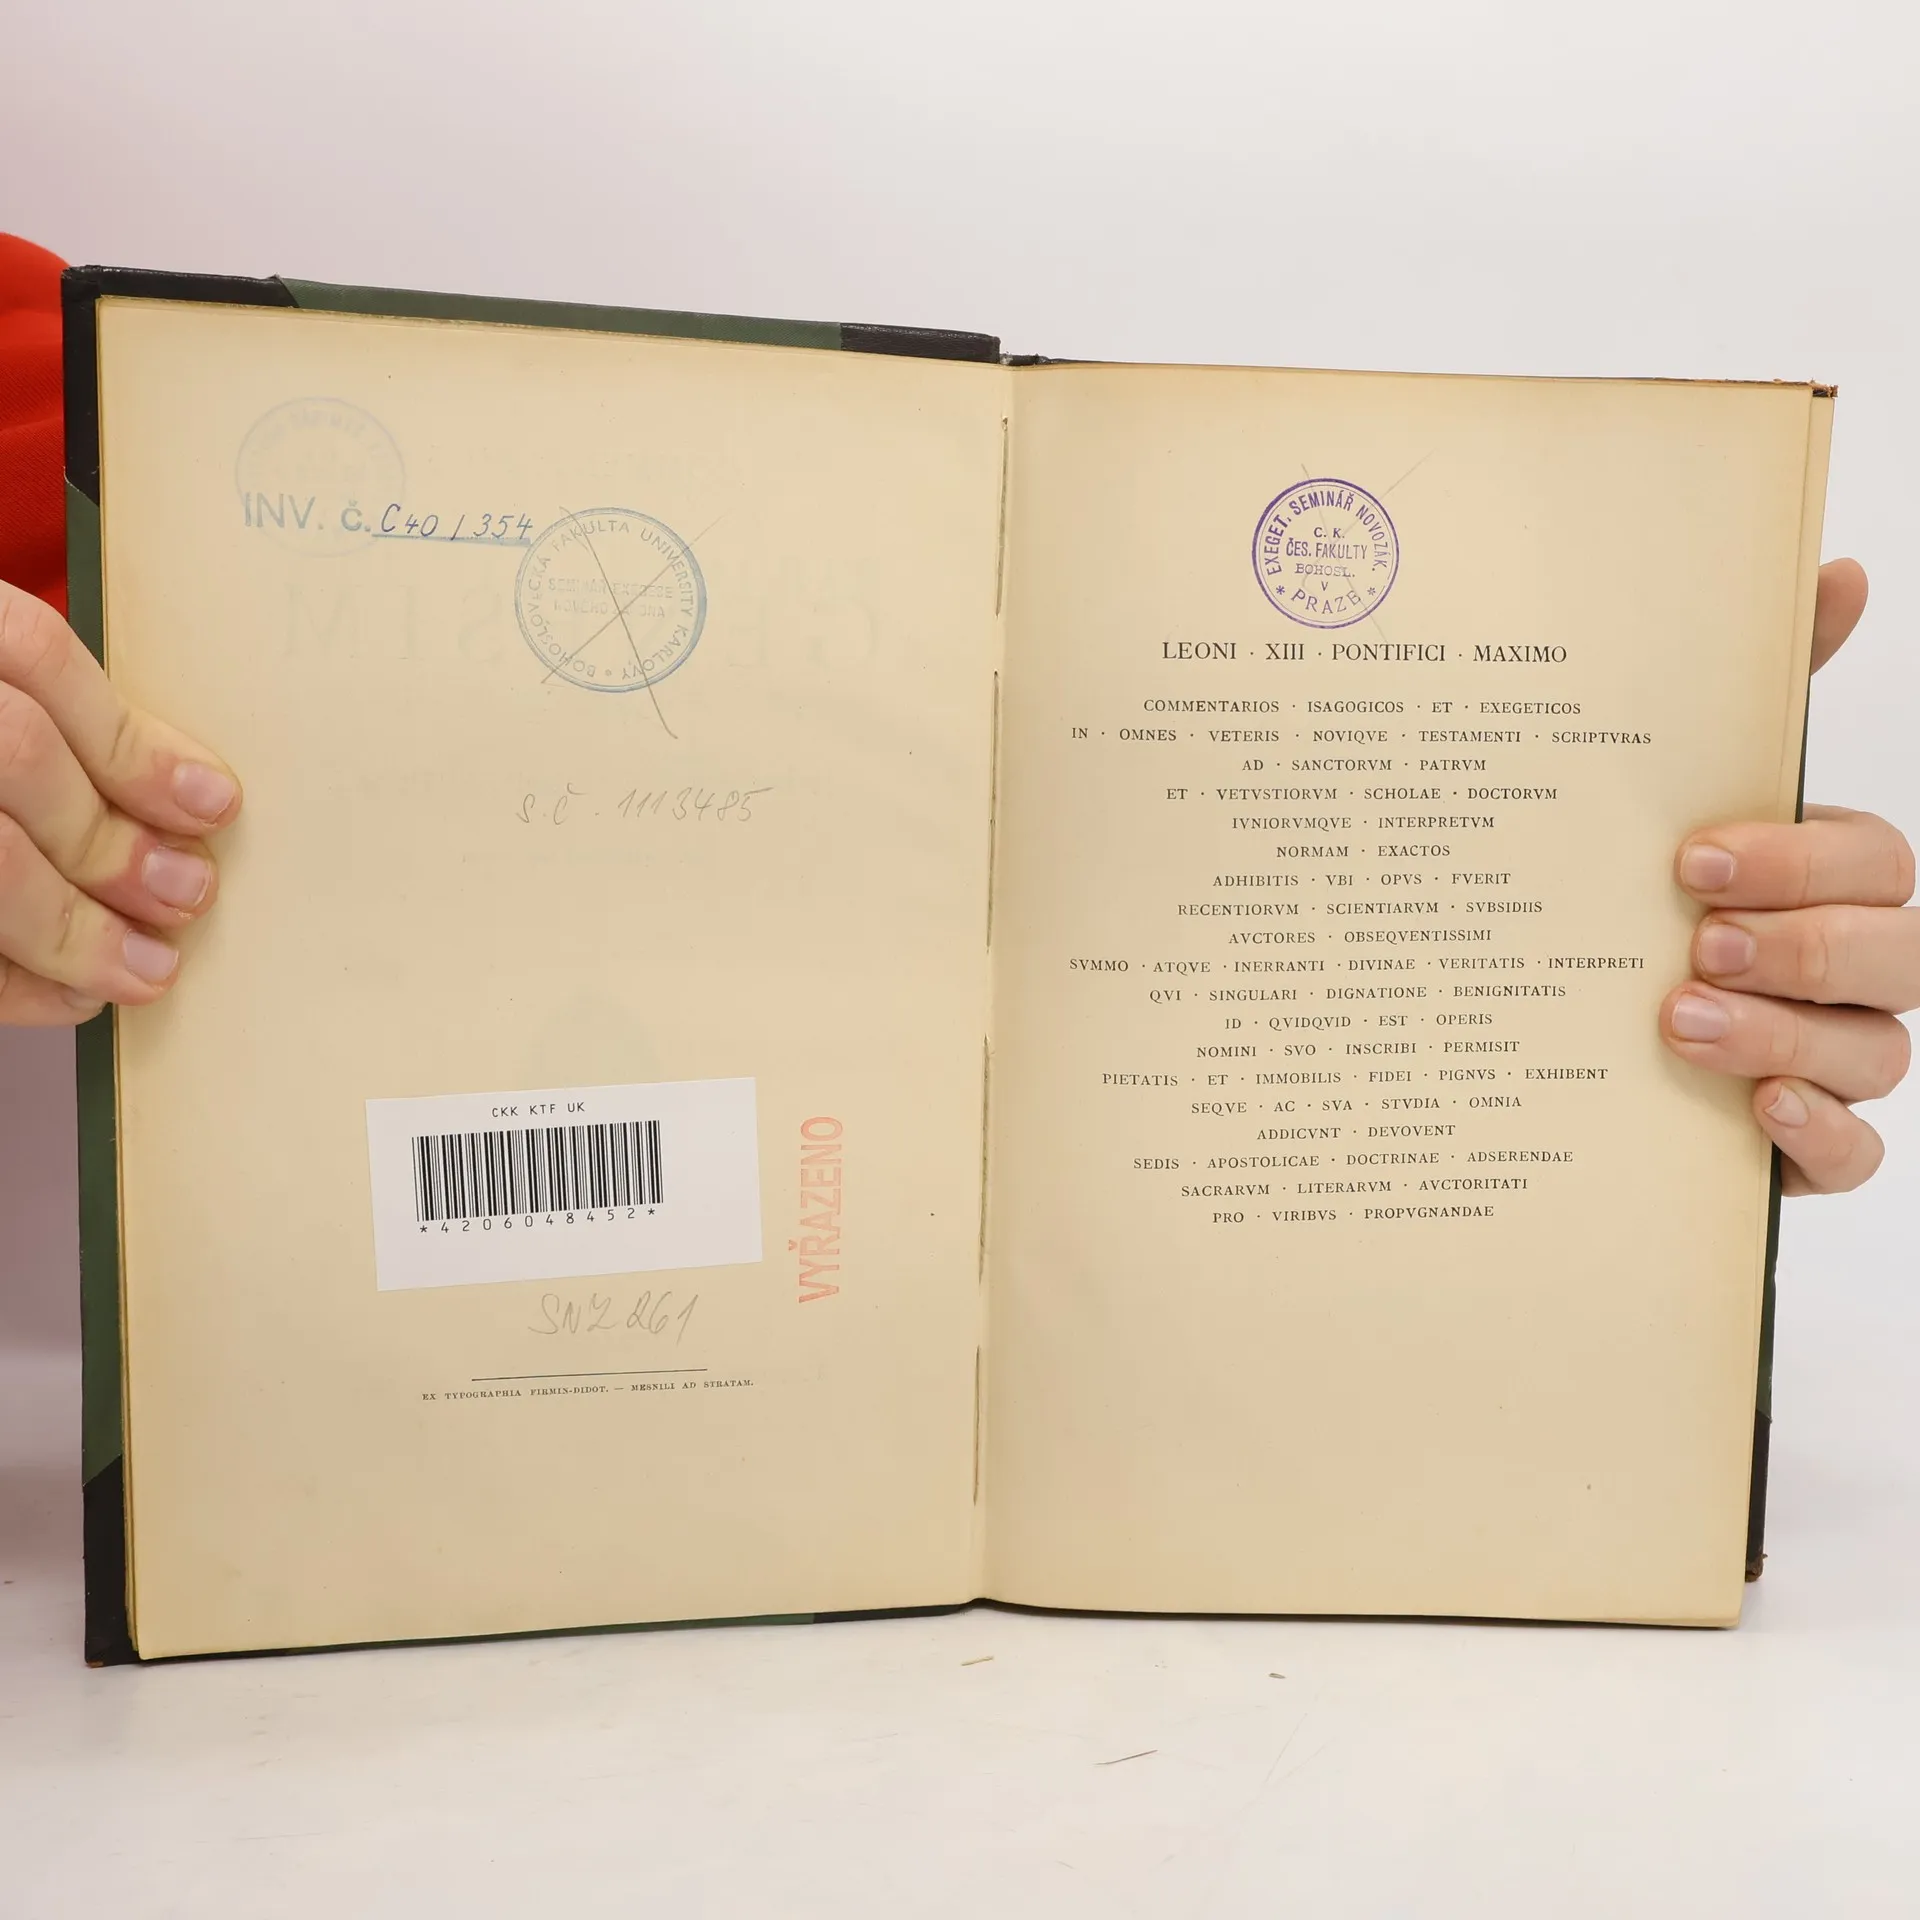 INV. č. C40/354
BOHOSLOVECKÁ FAKULTA UNIVERSITY KARLOVY
SEMINÁŘ EXEGESE
NOVÉHO ZÁKONA
S.Č. 1113485
CKK KTF UK
*4206048452*
VYŘAZENO
SNZ 261
EX TYPOGRAPHIA FIRMIN-DIDOT. — MESNILI AD STRATAM.
EXEGET. SEMINÁŘ NOVOZÁK.
C. K.
ČES. FAKULTY
BOHOSL.
V
* PRAZE *
LEONI · XIII · PONTIFICI · MAXIMO
COMMENTARIOS · ISAGOGICOS · ET · EXEGETICOS
IN · OMNES · VETERIS · NOVIQVE · TESTAMENTI · SCRIPTVRAS
AD · SANCTORVM · PATRVM
ET · VETVSTIORVM · SCHOLAE · DOCTORVM
IVNIORVMQVE · INTERPRETVM
NORMAM · EXACTOS
ADHIBITIS · VBI · OPVS · FVERIT
RECENTIORVM · SCIENTIARVM · SVBSIDIIS
AVCTORES · OBSEQVENTISSIMI
SVMMO · ATQVE · INERRANTI · DIVINAE · VERITATIS · INTERPRETI
QVI · SINGULARI · DIGNATIONE · BENIGNITATIS
ID · QVIDQVID · EST · OPERIS
NOMINI · SVO · INSCRIBI · PERMISIT
PIETATIS · ET · IMMOBILIS · FIDEI · PIGNVS · EXHIBENT
SEQVE · AC · SVA · STVDIA · OMNIA
ADDICVNT · DEVOVENT
SEDIS · APOSTOLICAE · DOCTRINAE · ADSERENDAE
SACRARVM · LITERARVM · AVCTORITATI
PRO · VIRIBVS · PROPVGNANDAE